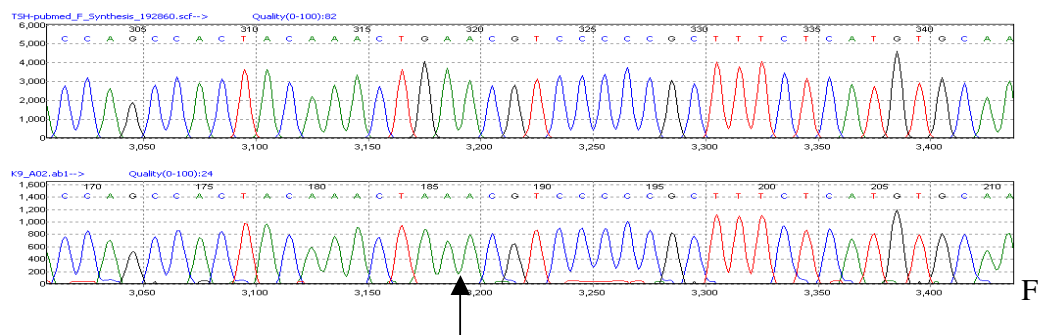 TSH-pubmed_F_Synthesis_192860.scf--> Quality(0-100):82
6,000
305 310 315 320 325 330 335 340
C C A G C C A C T A C A A A C T G A A C G T C C C C C G C T T T C T C A T G T G C A A
5,000
4,000
3,000
2,000
1,000
0
3,050 3,100 3,150 3,200 3,250 3,300 3,350 3,400
K9_A02.ab1--> Quality(0-100):24
1,600
170 175 180 185 190 195 200 205 210
1,400
C C A G C C A C T A C A A A C T A A A C G T C C C C C G C T T T C T C A T G T G C A A
1,200
1,000
800
600
400
200
0
3,050 3,100 3,150 3,200 3,250 3,300 3,350 3,400
F